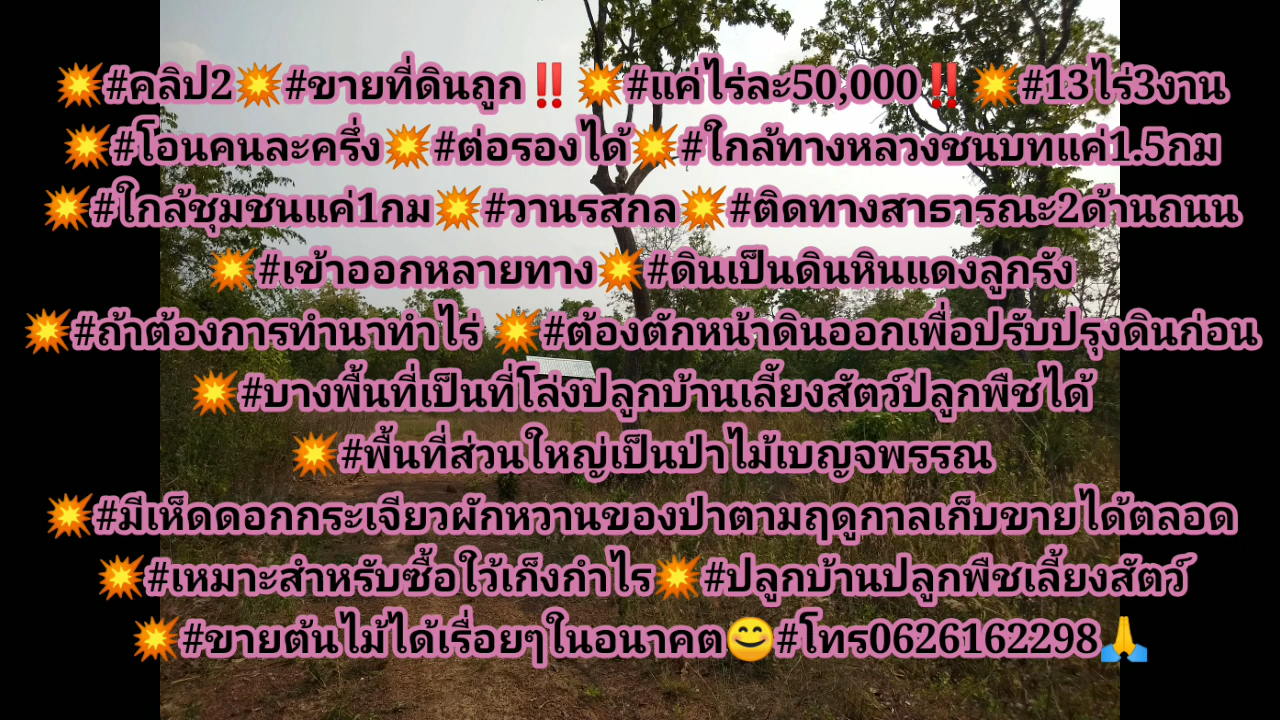 💥#คลิป2💥#ขายที่ดินถูก‼️💥#แค่ไร่ละ50,000‼️💥#13ไร่3งาน
💥#โอนคนละครึ่ง💥#ต่อรองได้💥#ใกล้ทางหลวงชนบทแค่1.5กม
💥#ใกล้ชุมชนแค่1กม💥#วานรสกล💥#ติดทางสาธารณะ2ด้านถนน
💥#เข้าออกหลายทาง💥#ดินเป็นดินหินแดงลูกรัง
💥#ถ้าต้องการทำนาทำไร่ 💥#ต้องตักหน้าดินออกเพื่อปรับปรุงดินก่อน
💥#บางพื้นที่เป็นที่โล่งปลูกบ้านเลี้ยงสัตว์ปลูกพืชได้
💥#พื้นที่ส่วนใหญ่เป็นป่าไม้เบญจพรรณ
💥#มีเห็ดดอกกระเจียวผักหวานของป่าตามฤดูกาลเก็บขายได้ตลอด
💥#เหมาะสำหรับซื้อใว้เก็งกำไร💥#ปลูกบ้านปลูกพืชเลี้ยงสัตว์
💥#ขายต้นไม้ได้เรื่อยๆในอนาคต😊#โทร0626162298🙏